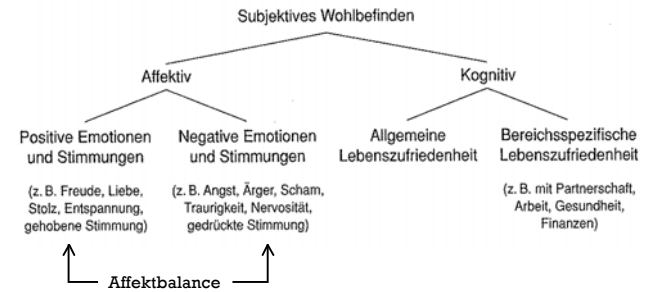 Subjektives Wohlbefinden
Affektiv
Kognitiv
Positive Emotionen
und Stimmungen
(z. B. Freude, Liebe,
Stolz, Entspannung,
gehobene Stimmung)
Negative Emotionen
und Stimmungen
(z. B. Angst, Ärger, Scham,
Traurigkeit, Nervosität,
gedrückte Stimmung)
Allgemeine
Lebenszufriedenheit
Bereichsspezifische
Lebenszufriedenheit
(z. B. mit Partnerschaft,
Arbeit, Gesundheit,
Finanzen)
Affektbalance